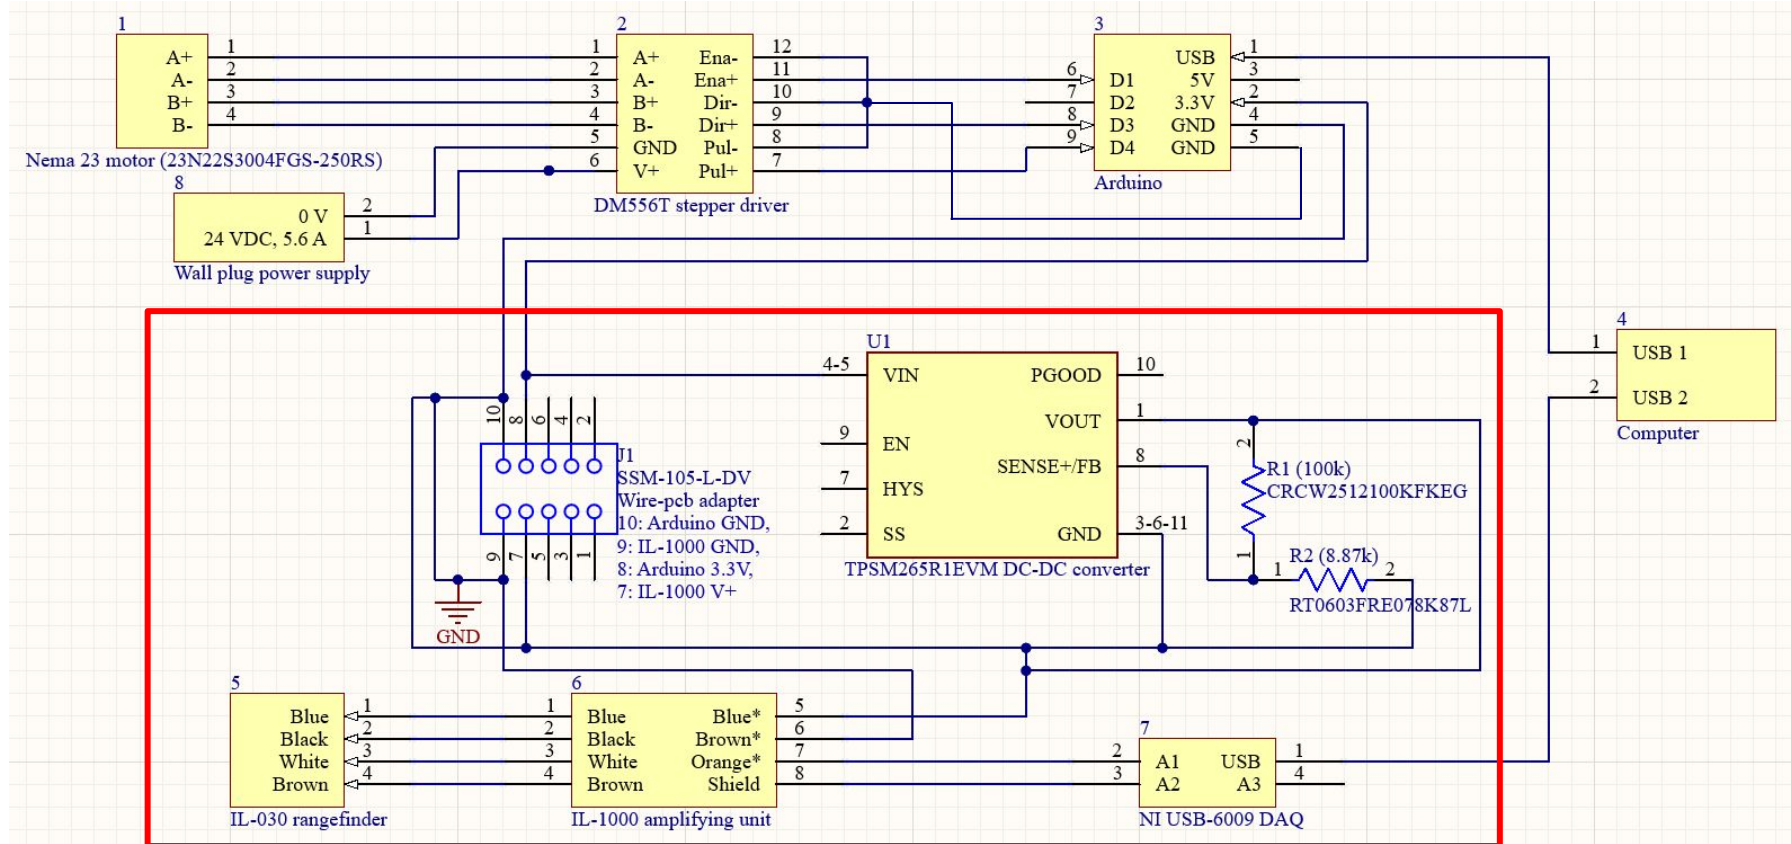 1
A+ 1
A- 2
B+ 3
B- 4
Nema 23 motor (23N22S3004FGS-250RS)
2
1 A+ Ena- 12
2 A- Ena+ 11
3 B+ Dir- 10
4 B- Dir+ 9
5 GND Pul- 8
6 V+ Pul+ 7
DM556T stepper driver
3
USB 1
6 D1 5V 3
7 D2 3.3V 2
8 D3 GND 4
9 D4 GND 5
Arduino
8
0 V 2
24 VDC, 5.6 A 1
Wall plug power supply
4
1 USB 1
2 USB 2
Computer
U1
4-5 VIN PGOOD 10
VOUT 1
9 EN
SENSE+/FB 8
7 HYS
2 SS GND 3-6-11
TPSM265R1EVM DC-DC converter
10 8 6 4 2
J1
SSM-105-L-DV
Wire-pcb adapter
10: Arduino GND,
9: IL-1000 GND,
8: Arduino 3.3V,
7: IL-1000 V+
9 7 5 3 1
GND
2
R1 (100k)
CRCW2512100KFKEG
1
R2 (8.87k)
1 2
RT0603FRE078K87L
5
Blue 1
Black 2
White 3
Brown 4
IL-030 rangefinder
6
1 Blue Blue* 5
2 Black Brown* 6
3 White Orange* 7
4 Brown Shield 8
IL-1000 amplifying unit
7
2 A1 USB 1
3 A2 A3 4
NI USB-6009 DAQ